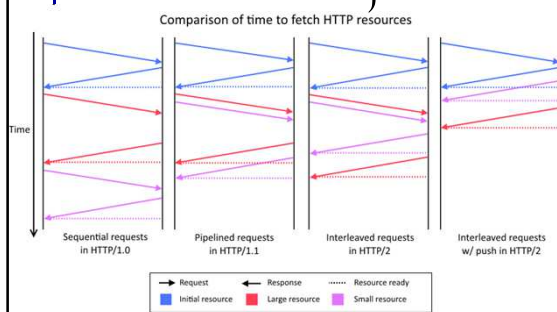 Comparison of time to fetch HTTP resources
Time
Sequential requests
in HTTP/1.0
Pipelined requests
in HTTP/1.1
Interleaved requests
in HTTP/2
Interleaved requests
w/ push in HTTP/2
Request
Response
Resource ready
Initial resource
Large resource
Small resource